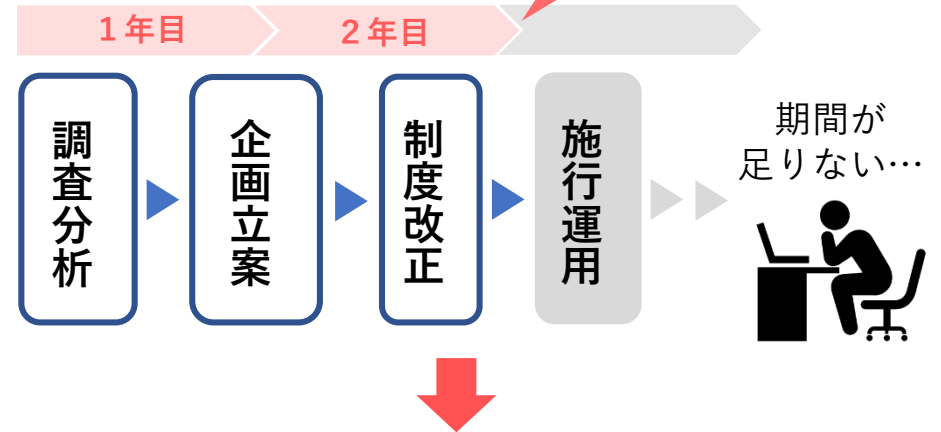 1年目
2年目
調査分析
企画立案
制度改正
施行運用
期間が
足りない…